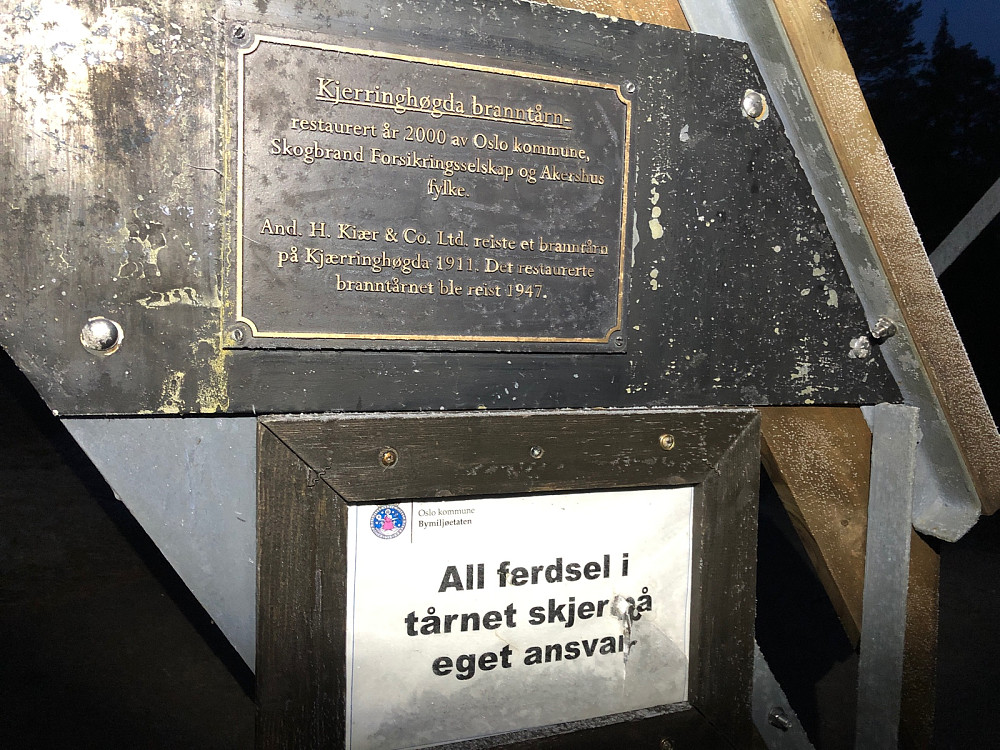 Kjerringhøgda branntårn-
restaurert år 2000 av Oslo kommune,
Skogbrand Forsikringsselskap og Akershus
fylke.
And. H. Kiær & Co. Ltd. reiste et branntårn
på Kjærringhøgda 1911. Det restaurerte
branntårnet ble reist 1947.
Oslo kommune
Bymiljøetaten
All ferdsel i
tårnet skjer på
eget ansvar